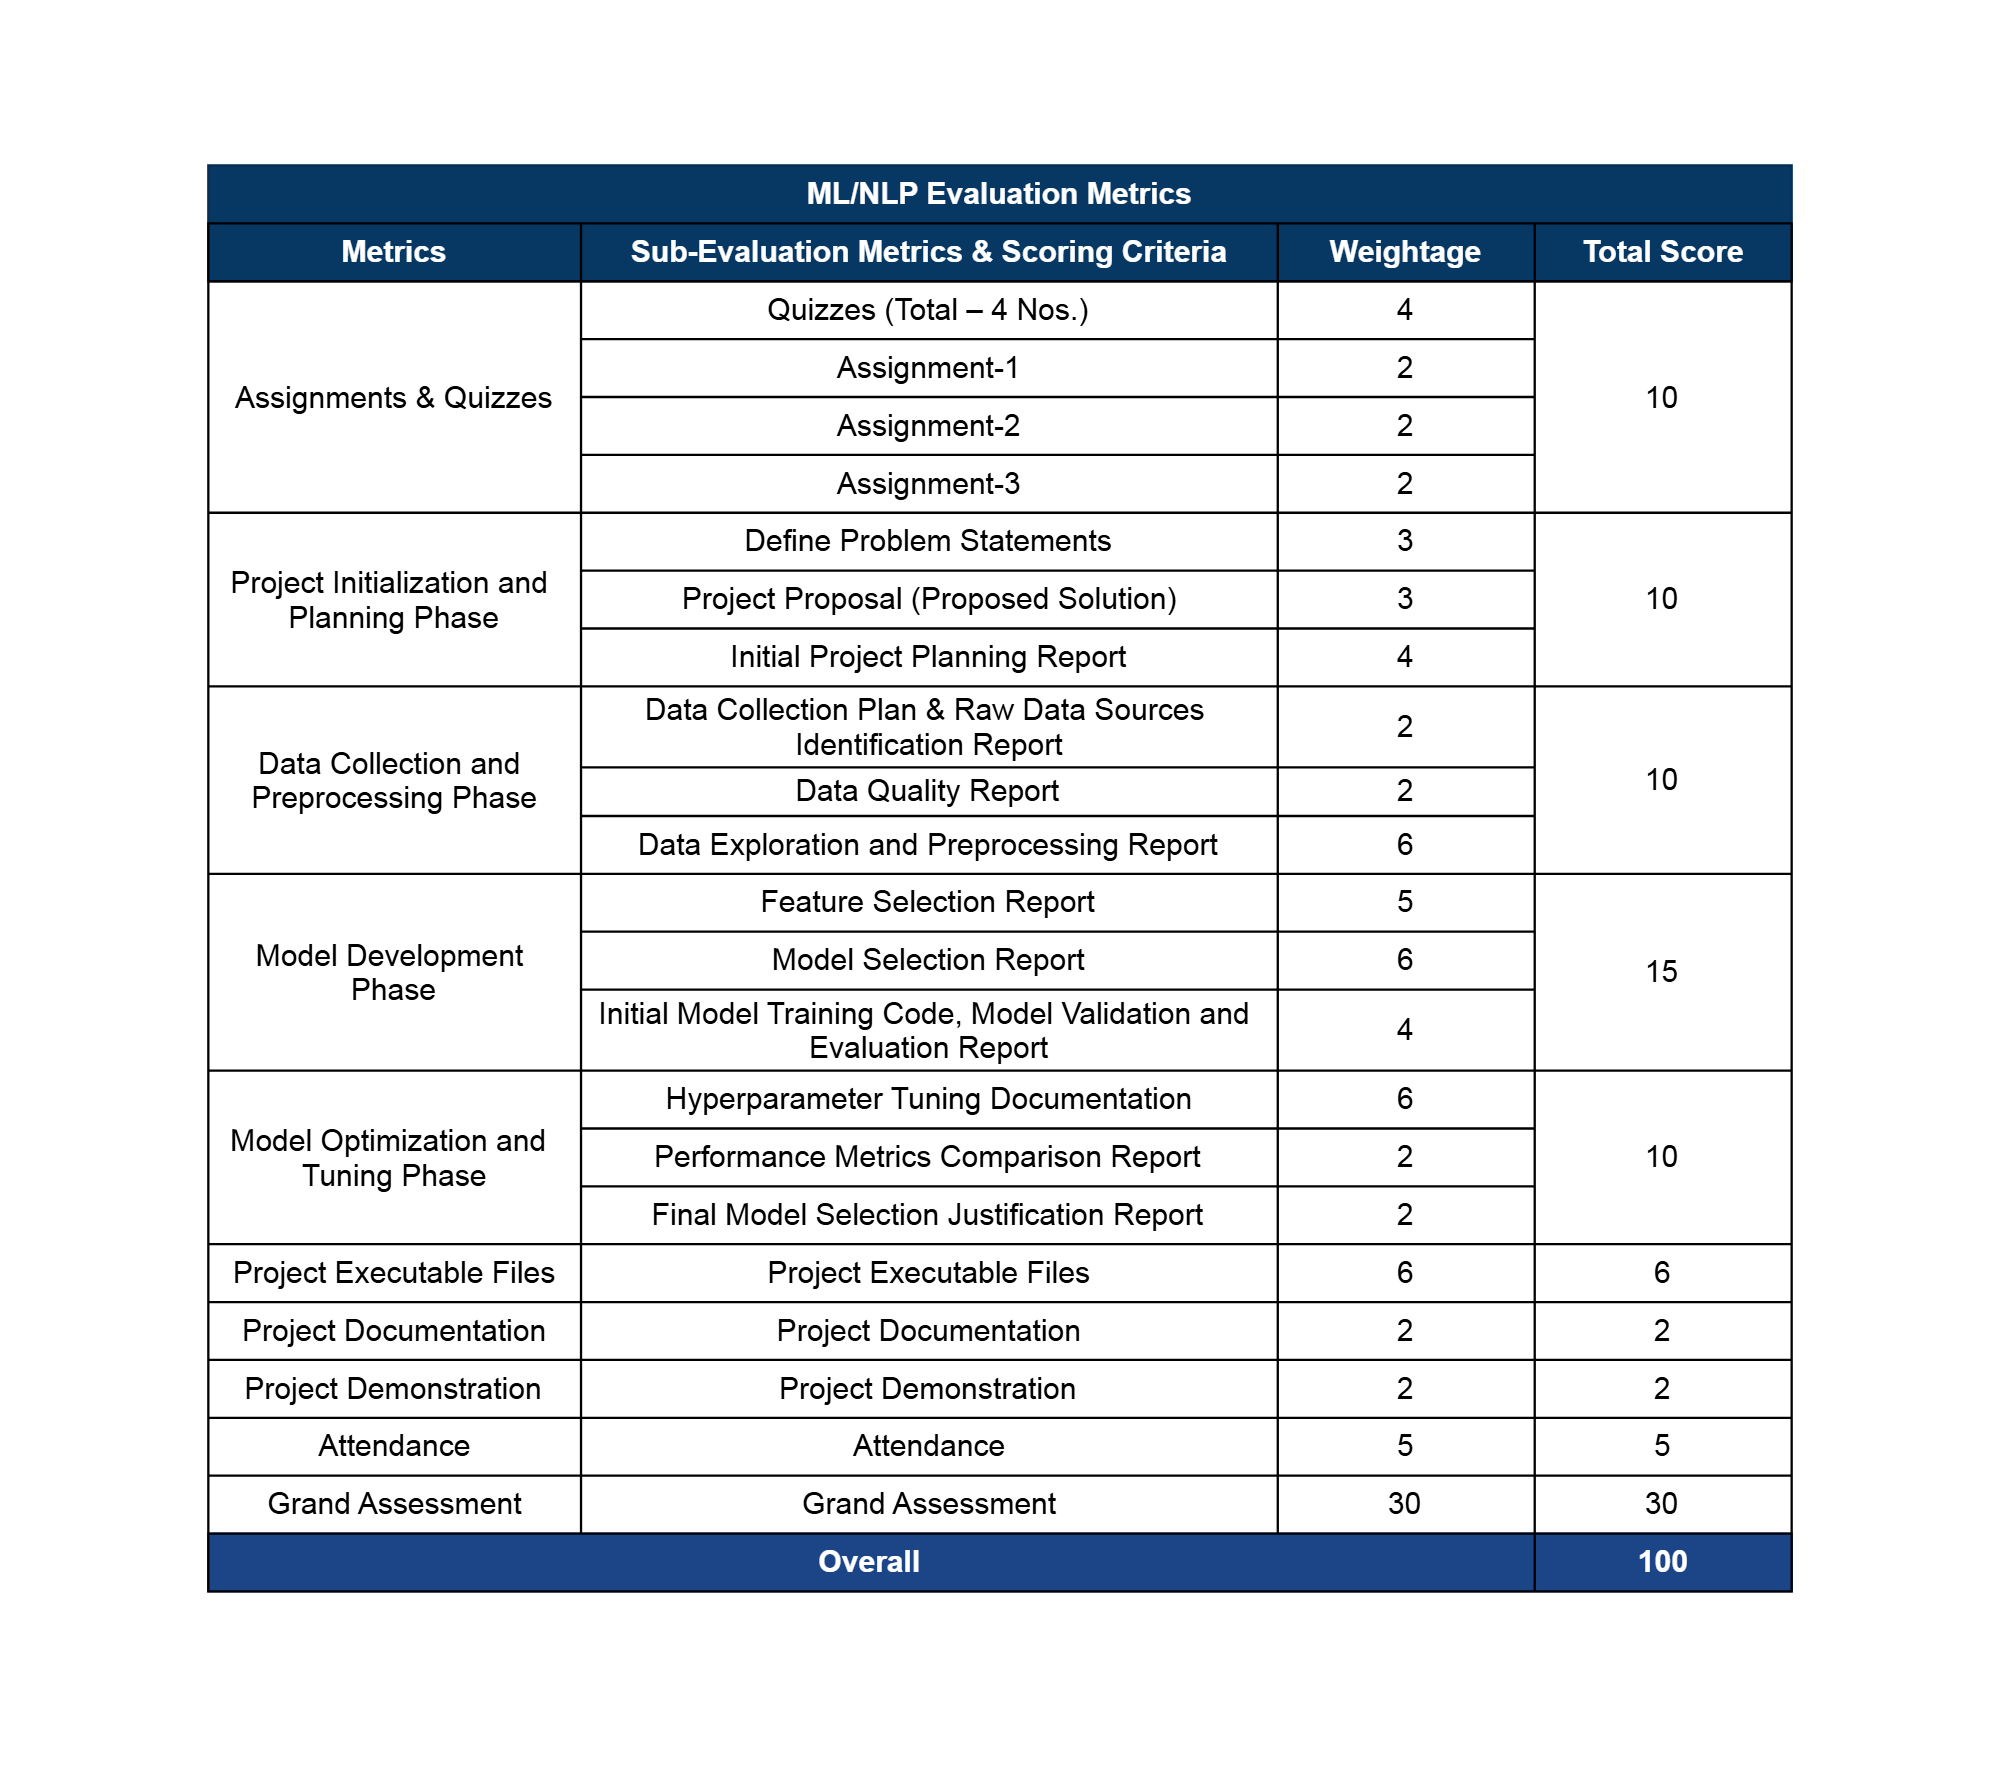 ML/NLP Evaluation Metrics
Metrics
Sub-Evaluation Metrics & Scoring Criteria
Weightage
Total Score
Assignments & Quizzes
Quizzes (Total – 4 Nos.)
4
10
Assignment-1
2
Assignment-2
2
Assignment-3
2
Project Initialization and
Planning Phase
Define Problem Statements
3
10
Project Proposal (Proposed Solution)
3
Initial Project Planning Report
4
Data Collection and
Preprocessing Phase
Data Collection Plan & Raw Data Sources
Identification Report
2
10
Data Quality Report
2
Data Exploration and Preprocessing Report
6
Model Development
Phase
Feature Selection Report
5
15
Model Selection Report
6
Initial Model Training Code, Model Validation and
Evaluation Report
4
Model Optimization and
Tuning Phase
Hyperparameter Tuning Documentation
6
10
Performance Metrics Comparison Report
2
Final Model Selection Justification Report
2
Project Executable Files
Project Executable Files
6
6
Project Documentation
Project Documentation
2
2
Project Demonstration
Project Demonstration
2
2
Attendance
Attendance
5
5
Grand Assessment
Grand Assessment
30
30
Overall
100